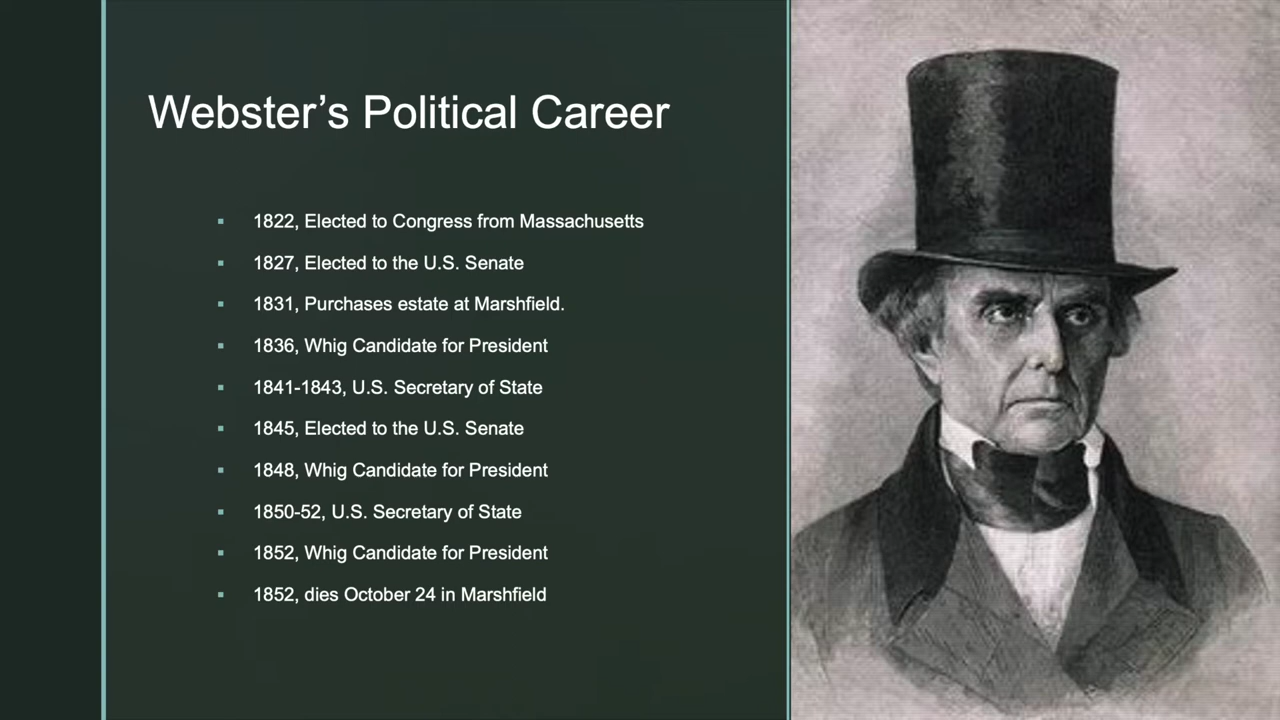 Webster’s Political Career
▪ 1822, Elected to Congress from Massachusetts
▪ 1827, Elected to the U.S. Senate
▪ 1831, Purchases estate at Marshfield.
▪ 1836, Whig Candidate for President
▪ 1841-1843, U.S. Secretary of State
▪ 1845, Elected to the U.S. Senate
▪ 1848, Whig Candidate for President
▪ 1850-52, U.S. Secretary of State
▪ 1852, Whig Candidate for President
▪ 1852, dies October 24 in Marshfield